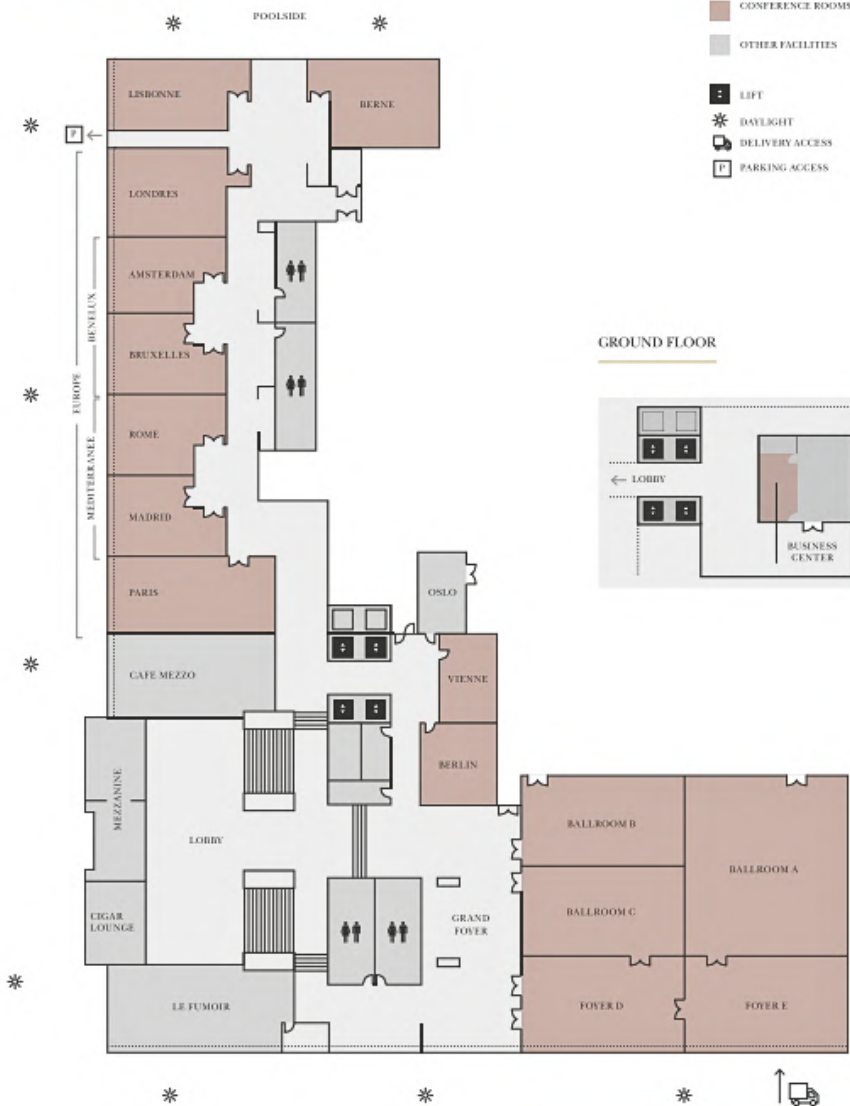 POOLSIDE
CONFERENCE ROOMS
OTHER FACILITIES
LIFT
DAYLIGHT
DELIVERY ACCESS
P PARKING ACCESS
LISBONNE
BERNE
P
LONDRES
AMSTERDAM
BENELUX
BRUXELLES
EUROPE
ROME
MEDITERRANEE
MADRID
PARIS
GROUND FLOOR
LOBBY
BUSINESS
CENTER
OSLO
CAFE MEZZO
VIENNE
BERLIN
MEZZANINE
LOBBY
BALLROOM B
BALLROOM A
BALLROOM C
CIGAR
LOUNGE
GRAND
FOYER
LE FUMOIR
FOYER D
FOYER E